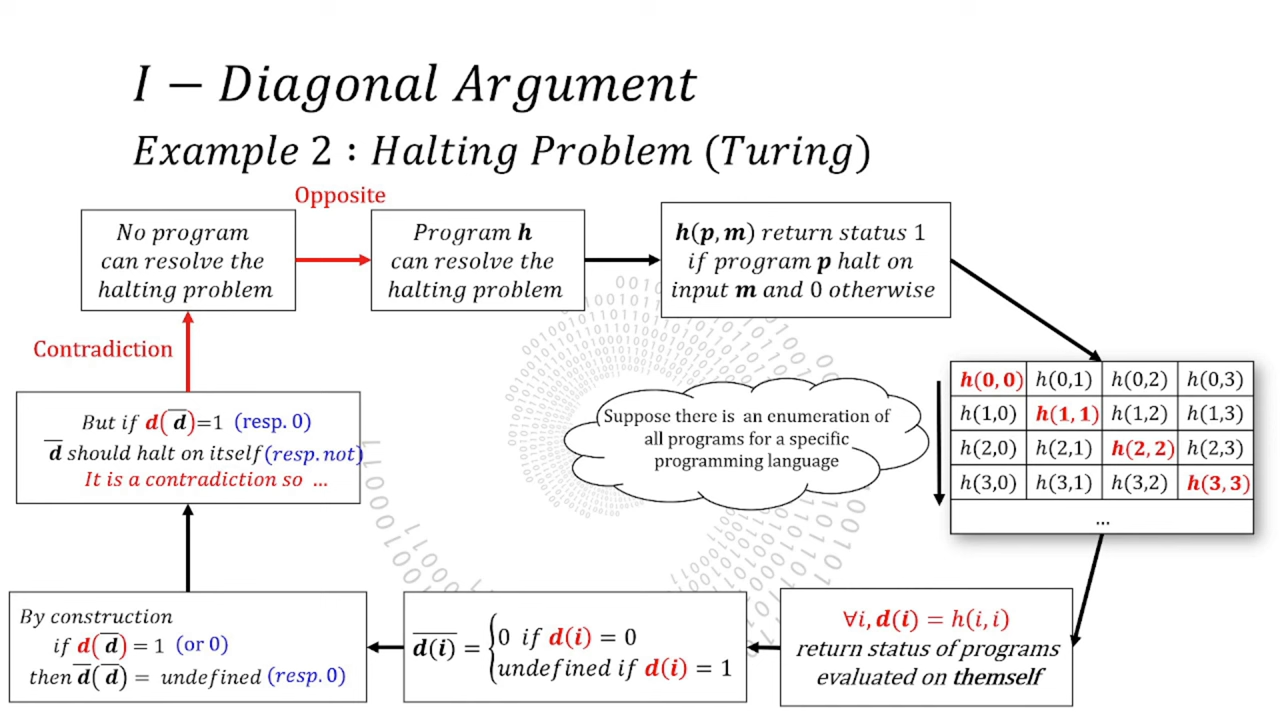 I − Diagonal Argument
Example 2 : Halting Problem (Turing)
Opposite
No program
can resolve the
halting problem
Program h
can resolve the
halting problem
h(p, m) return status 1
if program p halt on
input m and 0 otherwise
Contradiction
h(0, 0) h(0,1) h(0,2) h(0,3)
h(1,0) h(1, 1) h(1,2) h(1,3)
h(2,0) h(2,1) h(2, 2) h(2,3)
h(3,0) h(3,1) h(3,2) h(3, 3)
...
Suppose there is an enumeration of
all programs for a specific
programming language
But if d( d̅ )=1 (resp. 0)
d̅ should halt on itself (resp. not)
It is a contradiction so ...
By construction
if d( d̅ ) = 1 (or 0)
then d̅( d̅ ) = undefined (resp. 0)
d̅(i) = {0 if d(i) = 0
undefined if d(i) = 1
∀i, d(i) = h(i, i)
return status of programs
evaluated on themself